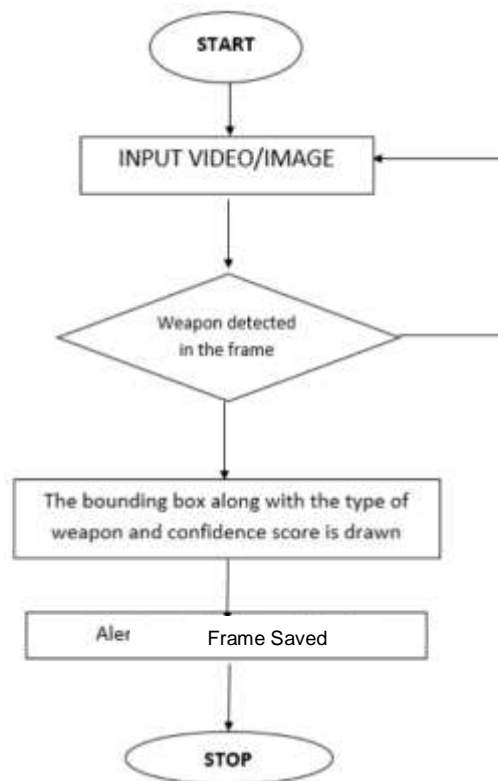 START
INPUT VIDEO/IMAGE
Weapon detected
in the frame
The bounding box along with the type of
weapon and confidence score is drawn
Frame Saved
STOP